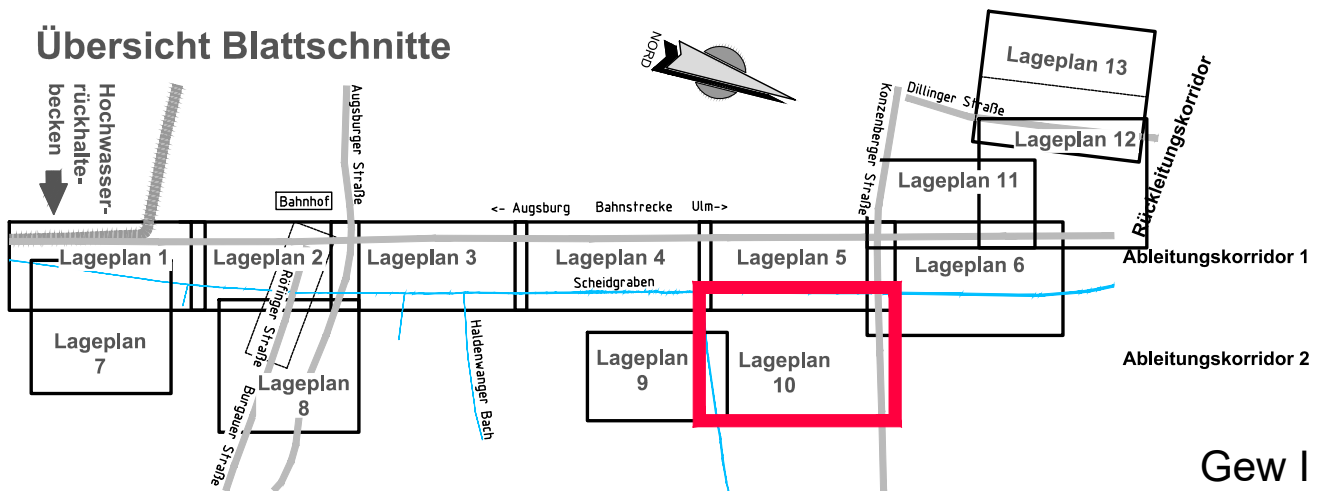 Übersicht Blattschnitte
NORD
Hochwasser-
rückhalte-
becken
Augsburger Straße
Konzenberger Straße
Dillinger Straße
Lageplan 13
Lageplan 12
Rückleitungskorridor
Lageplan 11
Bahnhof
<- Augsburg Bahnstrecke Ulm->
Lageplan 1
Lageplan 2
Lageplan 3
Lageplan 4
Lageplan 5
Lageplan 6
Ableitungskorridor 1
Scheidgraben
Röfinger Straße
Haldenwanger Bach
Lageplan
7
Lageplan
8
Burgauer Straße
Lageplan
9
Lageplan
10
Ableitungskorridor 2
Gew I